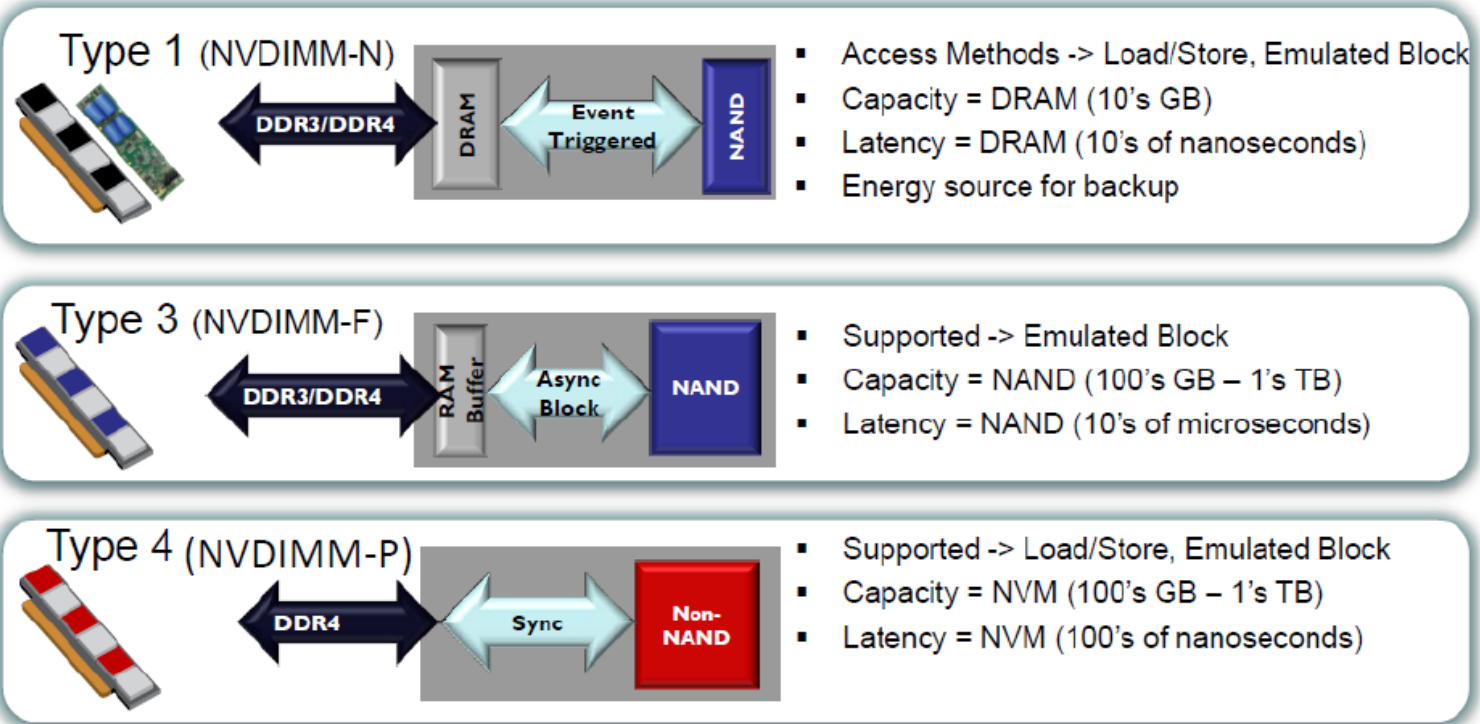 Type 1 (NVDIMM-N)
DDR3/DDR4
DRAM
Event
Triggered
NAND
▪ Access Methods -> Load/Store, Emulated Block
▪ Capacity = DRAM (10's GB)
▪ Latency = DRAM (10's of nanoseconds)
▪ Energy source for backup
Type 3 (NVDIMM-F)
DDR3/DDR4
RAM
Buffer
Async
Block
NAND
▪ Supported -> Emulated Block
▪ Capacity = NAND (100's GB – 1's TB)
▪ Latency = NAND (10's of microseconds)
Type 4 (NVDIMM-P)
DDR4
Sync
Non-
NAND
▪ Supported -> Load/Store, Emulated Block
▪ Capacity = NVM (100's GB – 1's TB)
▪ Latency = NVM (100's of nanoseconds)